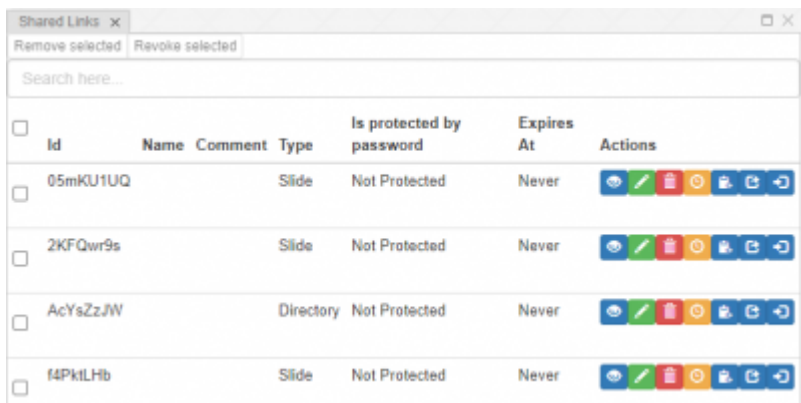 Shared Links
Remove selected Revoke selected
Search here...
Id Name Comment Type Is protected by password Expires At Actions
05mKU1UQ Slide Not Protected Never
2KFQwr9s Slide Not Protected Never
AcYsZzJW Directory Not Protected Never
f4PktLHb Slide Not Protected Never